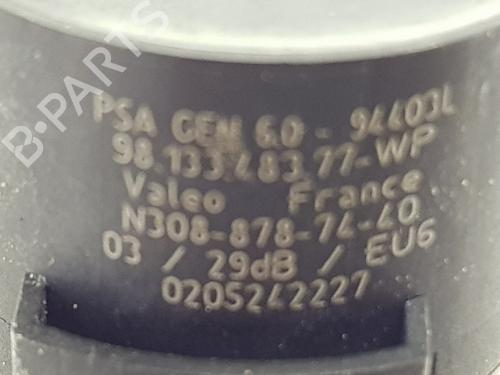 B-PARTS
PSA GEN 6.0 - 94403L
98.133.483.77-WP
Valeo France
N308-878-74-40
03 / 29dB / EU6
0205242227